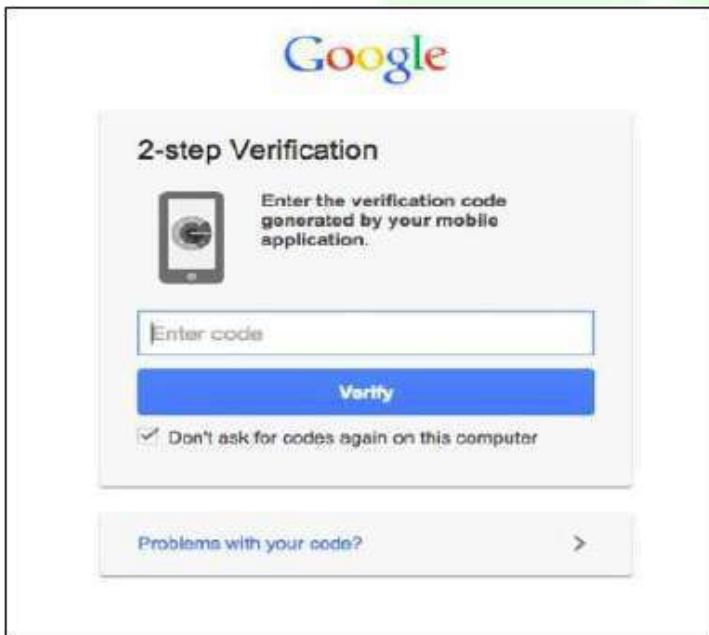 Google
2-step Verification
Enter the verification code
generated by your mobile
application.
Enter code
Verify
Don't ask for codes again on this computer
Problems with your code?